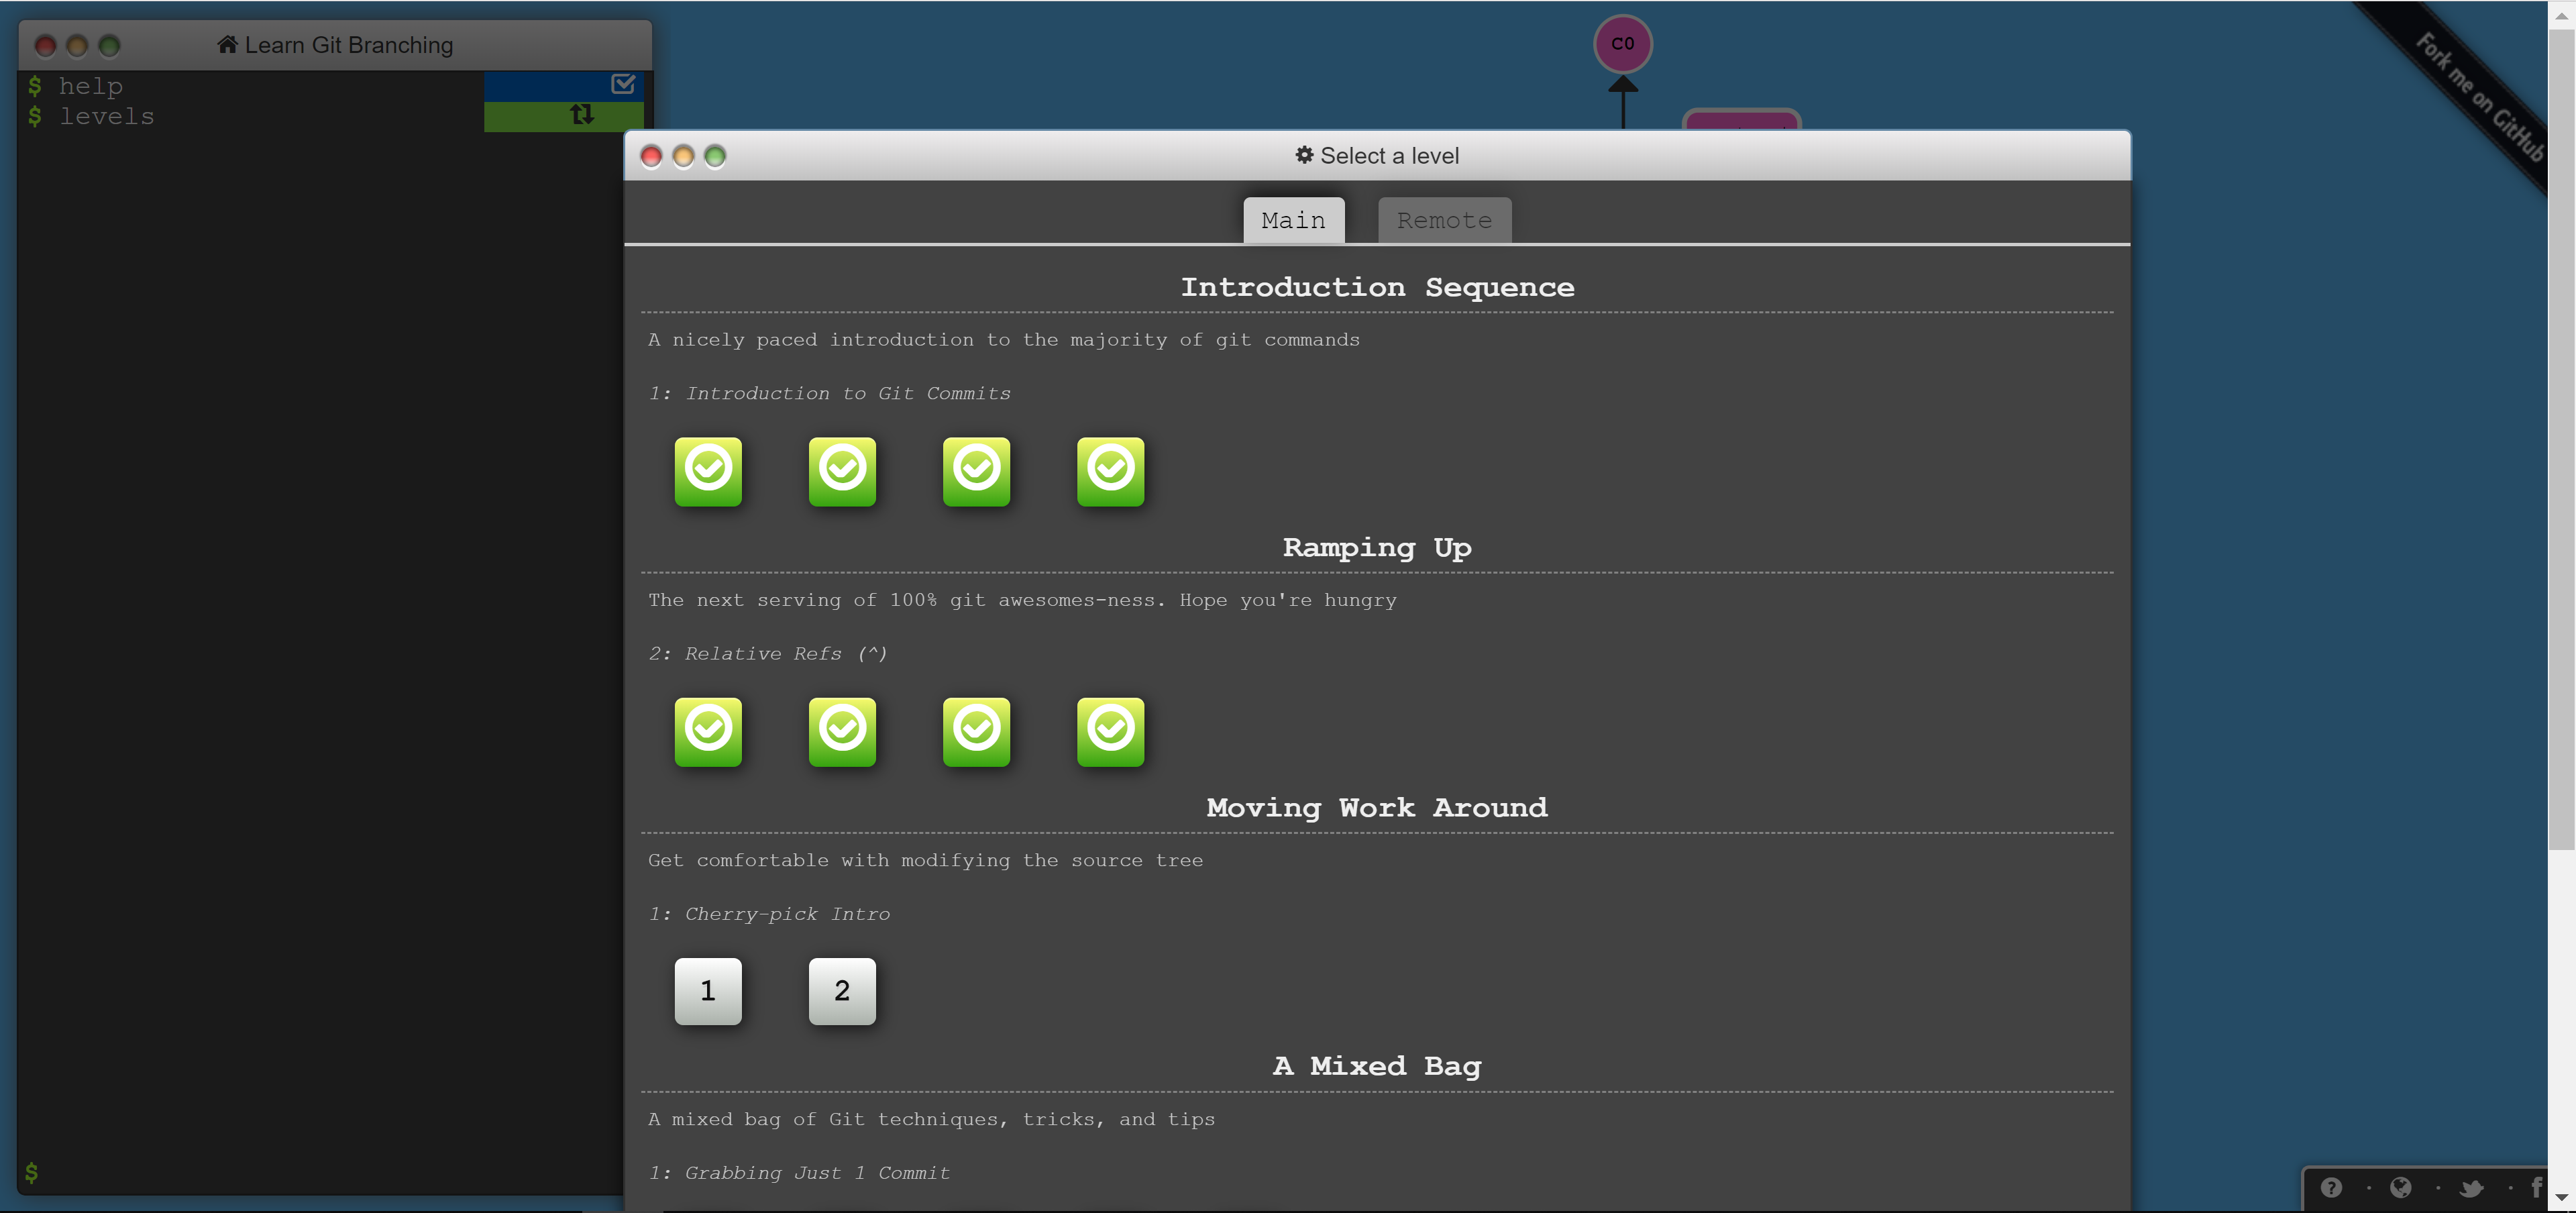 Learn Git Branching
$ help
$ levels
$
C0
Fork me on GitHub
Select a level
Main Remote
Introduction Sequence
A nicely paced introduction to the majority of git commands
1: Introduction to Git Commits
Ramping Up
The next serving of 100% git awesomes-ness. Hope you're hungry
2: Relative Refs (^)
Moving Work Around
Get comfortable with modifying the source tree
1: Cherry-pick Intro
1 2
A Mixed Bag
A mixed bag of Git techniques, tricks, and tips
1: Grabbing Just 1 Commit